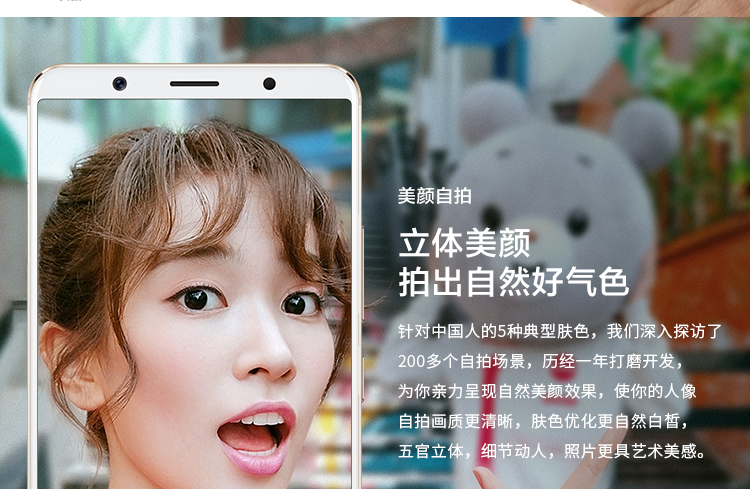 美颜自拍
立体美颜
拍出自然好气色
针对中国人的5种典型肤色，我们深入探访了
200多个自拍场景，历经一年打磨开发，
为你亲力呈现自然美颜效果，使你的人像
自拍画质更清晰，肤色优化更自然白皙，
五官立体，细节动人，照片更具艺术美感。